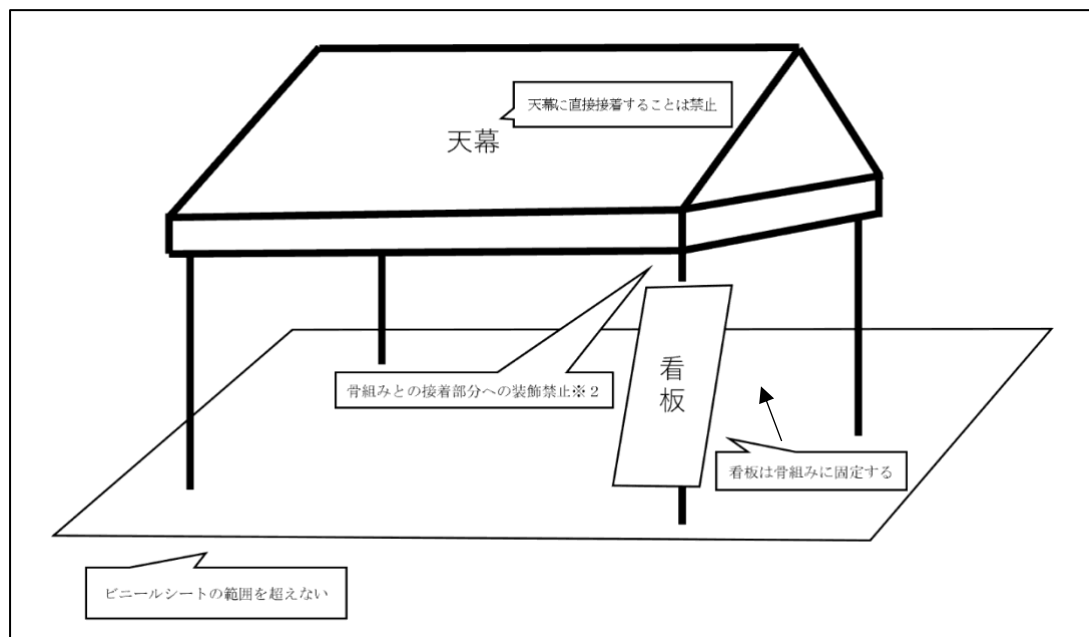 天幕に直接接着することは禁止
天幕
骨組みとの接着部分への装飾禁止※２
看板
看板は骨組みに固定する
ビニールシートの範囲を超えない